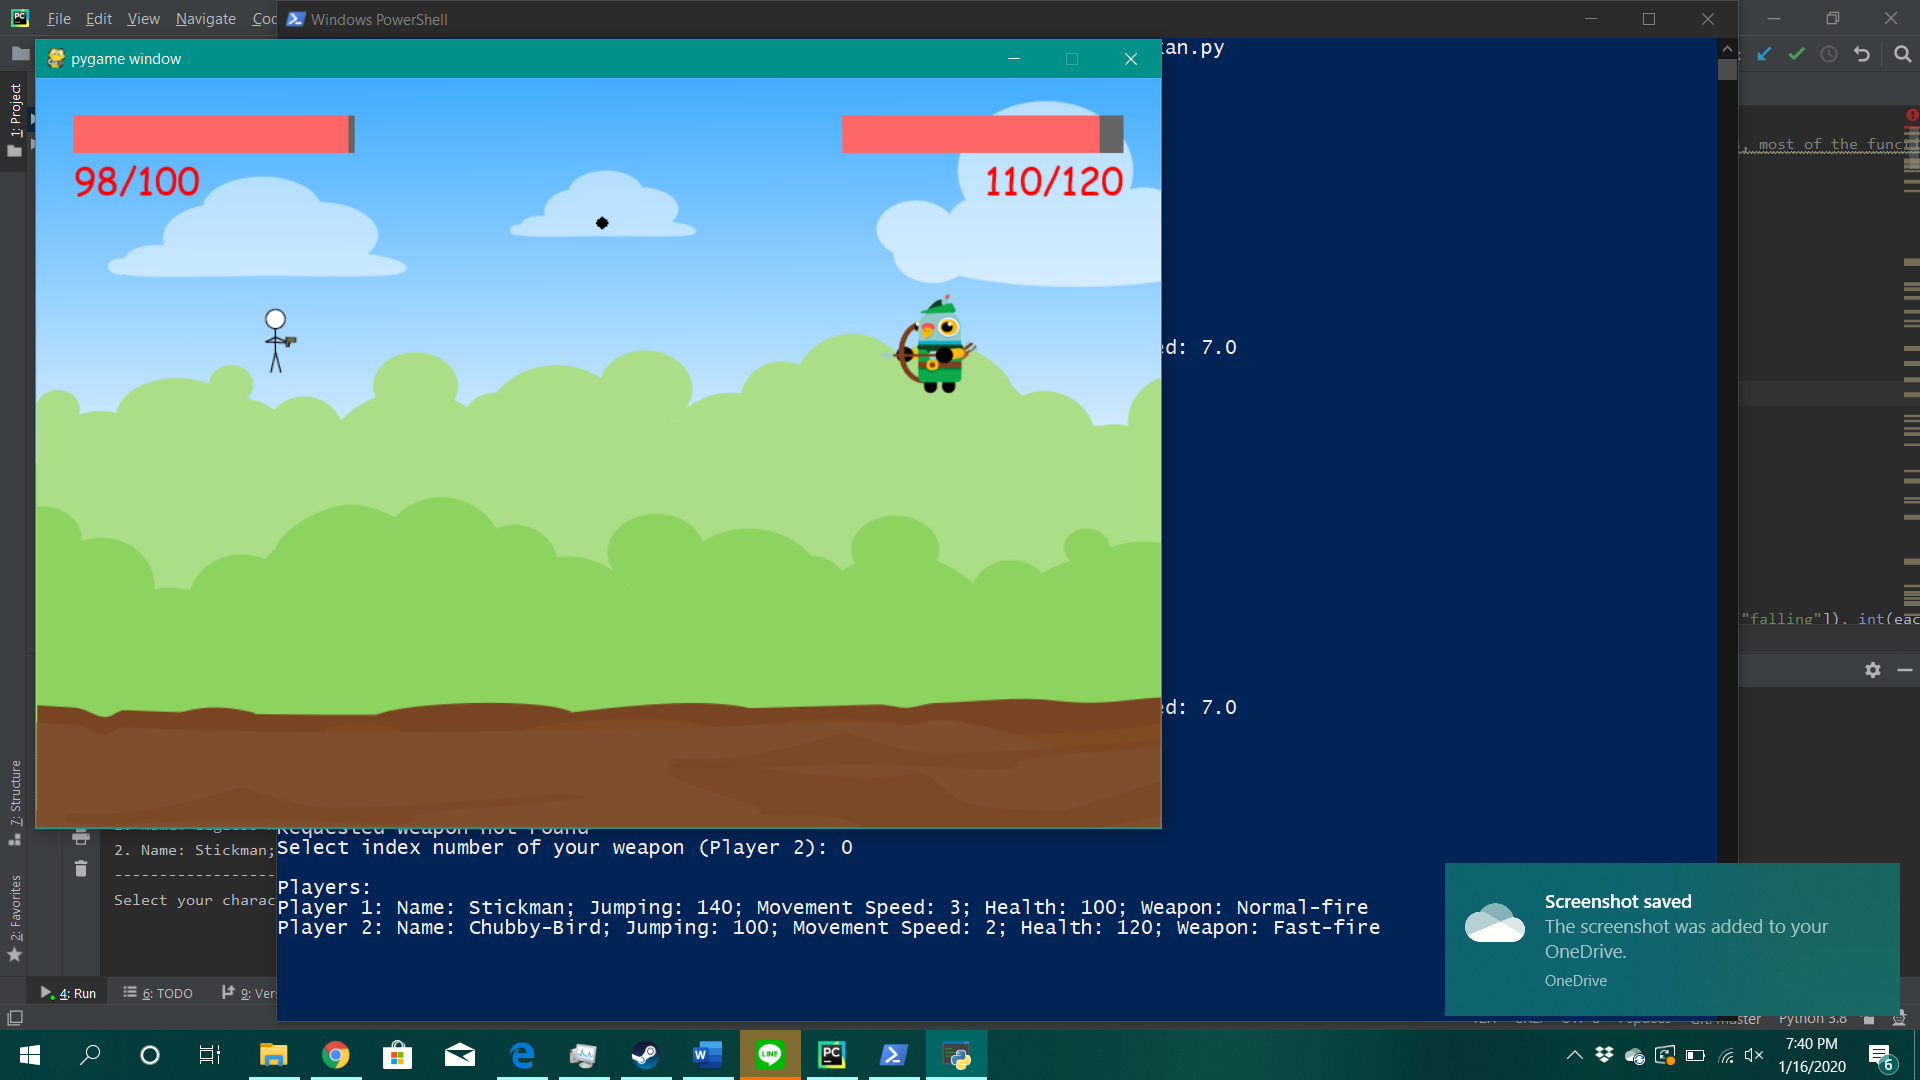 File Edit View Navigate
Windows PowerShell
pygame window
an.py
98/100
110/120
, most of the functi
1: Project
ed: 7.0
"falling"]), int(eac
ed: 7.0
7: Structure
2: Favorites
2. Name: Stickman;
Select your charac
Requested weapon not found
Select index number of your weapon (Player 2): 0
Players:
Player 1: Name: Stickman; Jumping: 140; Movement Speed: 3; Health: 100; Weapon: Normal-fire
Player 2: Name: Chubby-Bird; Jumping: 100; Movement Speed: 2; Health: 120; Weapon: Fast-fire
Screenshot saved
The screenshot was added to your
OneDrive.
OneDrive
4: Run 6: TODO 9: Ver
Python 3.8
7:40 PM
1/16/2020
6